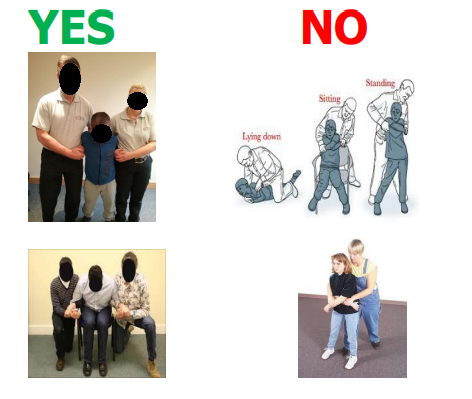 YES
NO
Standing
Sitting
Lying down